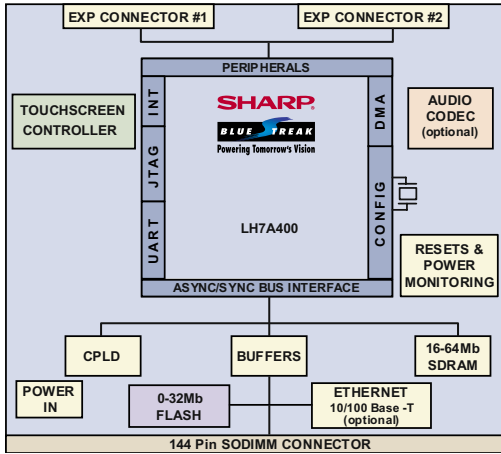 EXP CONNECTOR #1
EXP CONNECTOR #2
PERIPHERALS
TOUCHSCREEN
CONTROLLER
INT
JTAG
UART
SHARP®
BLUE STREAK
Powering Tomorrow's Vision
LH7A400
DMA
CONFIG
AUDIO
CODEC
(optional)
RESETS &
POWER
MONITORING
ASYNC/SYNC BUS INTERFACE
CPLD
BUFFERS
16-64Mb
SDRAM
POWER
IN
0-32Mb
FLASH
ETHERNET
10/100 Base -T
(optional)
144 Pin SODIMM CONNECTOR